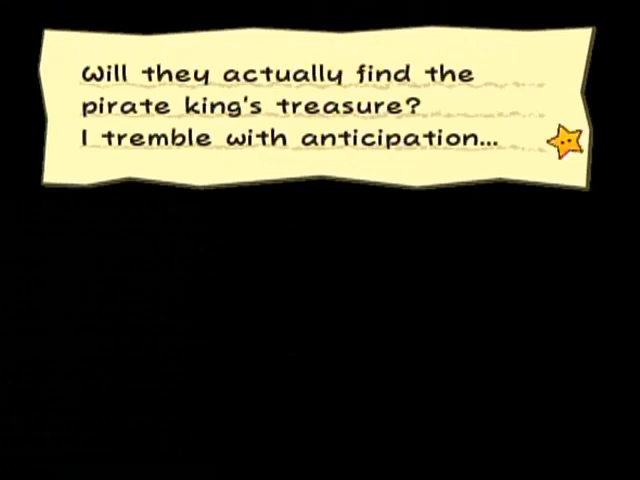 Will they actually find the
pirate king's treasure?
I tremble with anticipation...